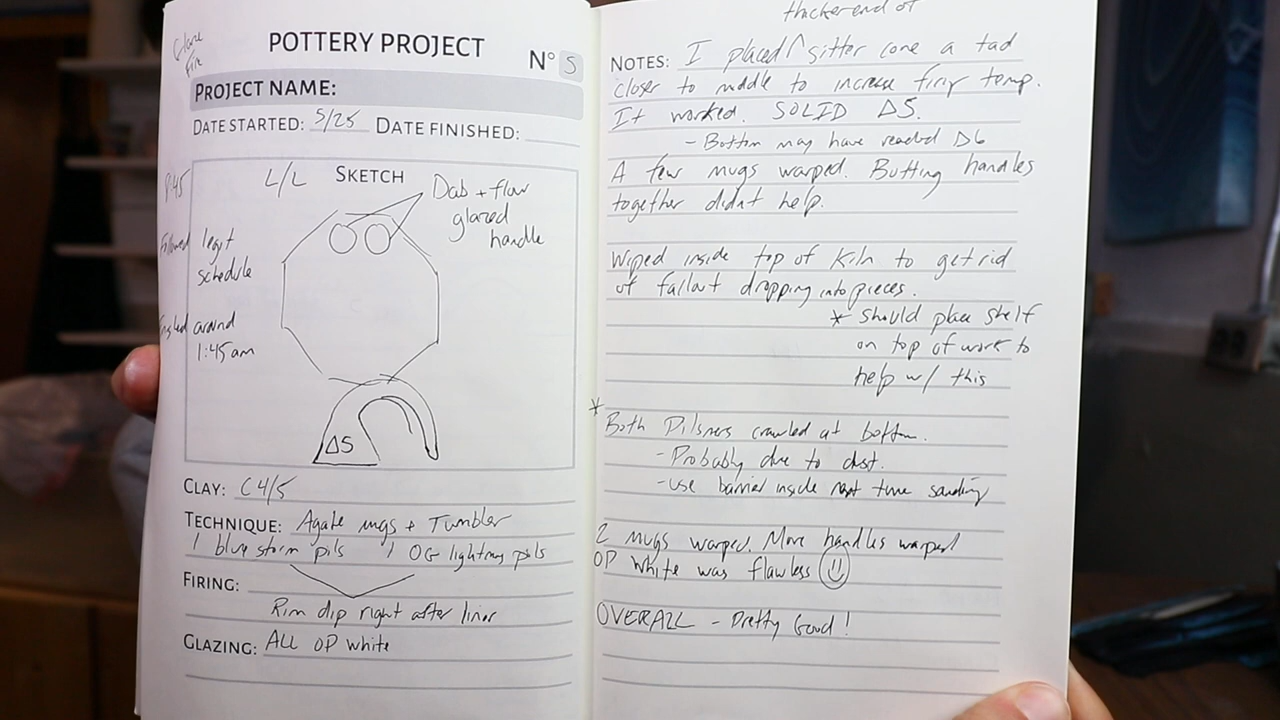 Glaze
Fire
POTTERY PROJECT
N° 5
PROJECT NAME:
DATE STARTED: 5/25 DATE FINISHED:
L/L SKETCH
Dab + flow
glazed
handle
Followed legit
schedule
around
1:45am
Δ5
CLAY: C4/5
TECHNIQUE: Agate mgs + Tumbler
1 blue storm pils 1 OG lightning pils
FIRING:
Rim dip right after liner
GLAZING: ALL OP white
thicker end of
NOTES: I placed ^ sitter cone a tad
closer to middle to increase firing temp.
It worked. SOLID Δ5.
- Bottom may have reached Δ6
A few mugs warped. Butting handles
together didnt help.
Wiped inside top of Kiln to get rid
of fallout dropping into pieces.
* Should place shelf
on top of work to
help w/ this
*
Both Pilsners crawled at bottom.
- Probably due to dust.
- use barrier inside next time sanding
2 mugs warped. More handles warped
OP white was flawless
OVERALL - Pretty Good!